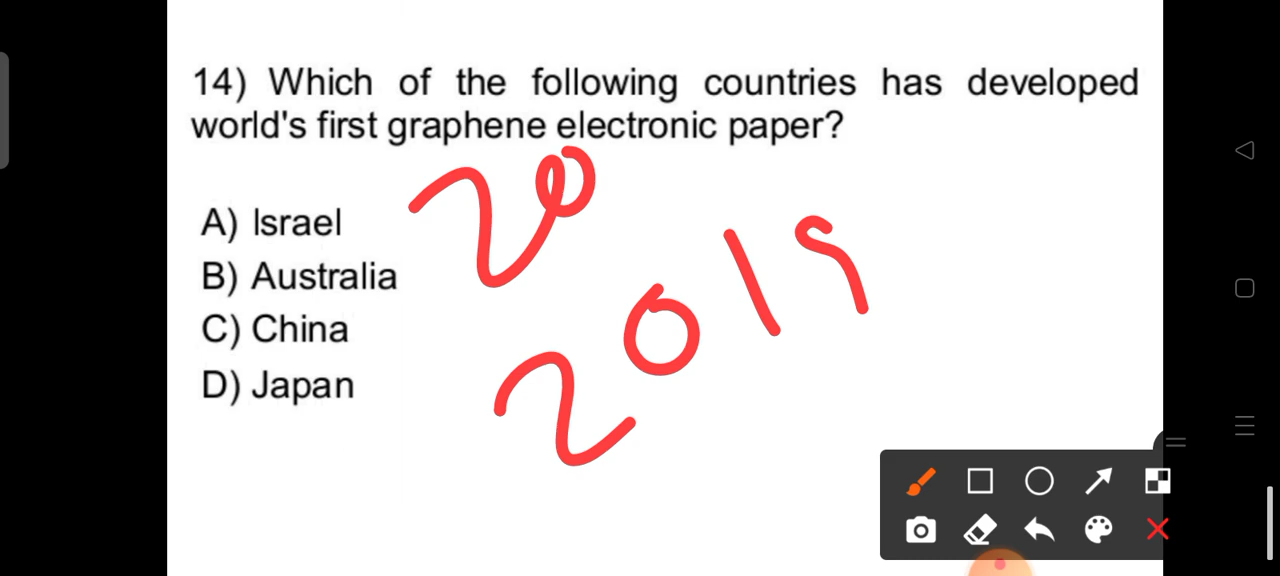 14) Which of the following countries has developed
world's first graphene electronic paper?
20
A) Israel
B) Australia
2019
C) China
D) Japan